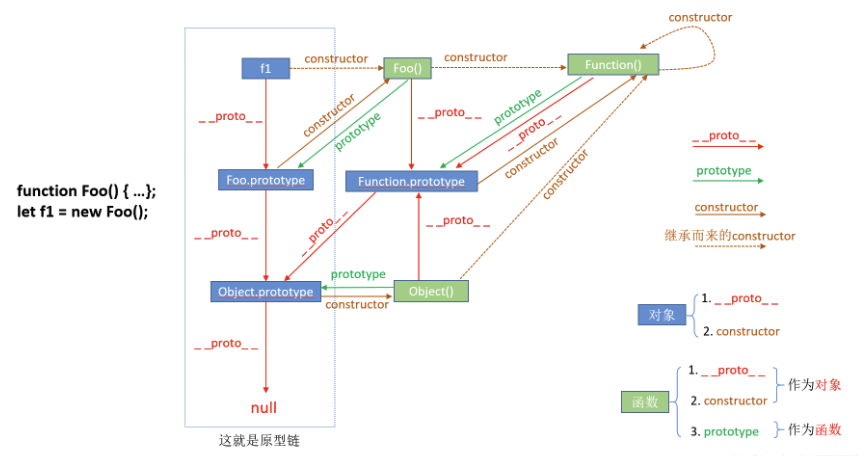 constructor
f1
constructor
Foo()
constructor
Function()
__proto__
constructor
prototype
__proto__
prototype
__proto__
constructor
constructor
__proto__
prototype
constructor
继承而来的constructor
function Foo() { ...};
let f1 = new Foo();
Foo.prototype
Function.prototype
__proto__
__proto__
__proto__
Object.prototype
prototype
constructor
Object()
__proto__
null
这就是原型链
对象
1. __proto__
2. constructor
函数
1. __proto__
2. constructor
3. prototype
作为对象
作为函数